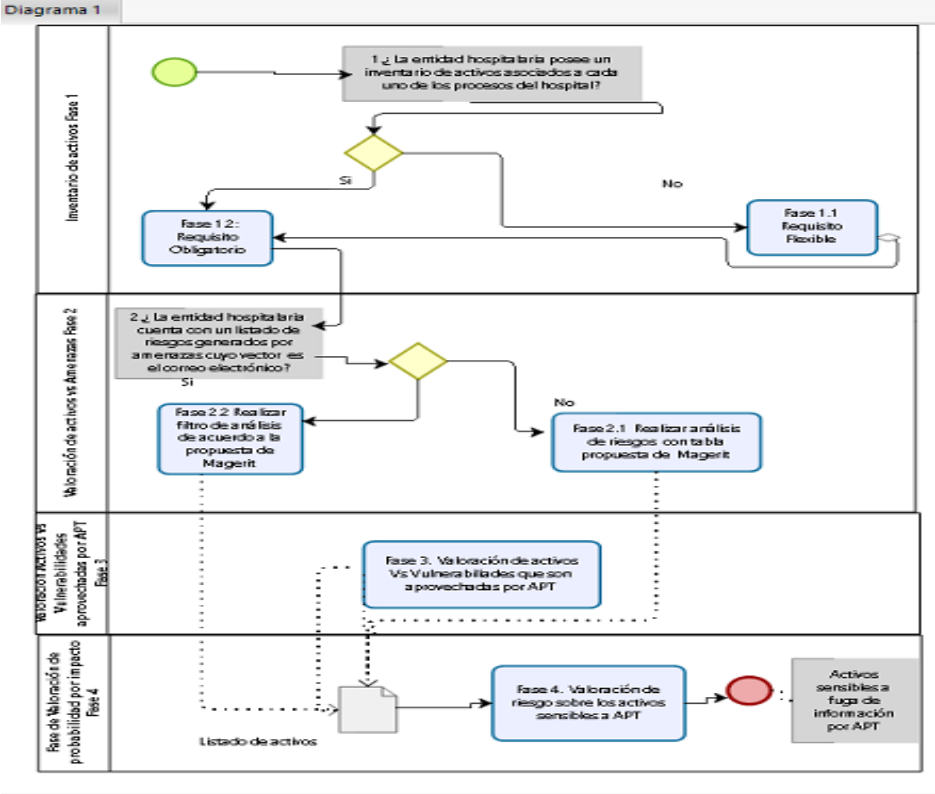 Diagrama 1
Inventario de activos Fase 1
1 ¿ La entidad hospitalaria posee un
inventario de activos asociados a cada
uno de los procesos del hospital?
Si
No
Fase 1.2:
Requisito
Obligatorio
Fase 1.1
Requisito
Flexible
Valoración de activos vs Amenazas Fase 2
2 ¿ La entidad hospitalaria
cuenta con un listado de
riesgos generados por
amenazas cuyo vector es
el correo electrónico?
Si
No
Fase 2.2 Realizar
filtro de análisis
de acuerdo a la
propuesta de
Magerit
Fase 2.1 Realizar análisis
de riesgos con tabla
propuesta de Magerit
Valoración Activos Vs
Vulnerabilidades
aprovechadas por APT
Fase 3
Fase 3. Valoración de activos
Vs Vulnerabiliades que son
aprovechadas por APT
Fase de Valoración de
probabilidad por impacto
Fase 4
Listado de activos
Fase 4. Valoración de
riesgo sobre los activos
sensibles a APT
Activos
sensibles a
fuga de
información
por APT